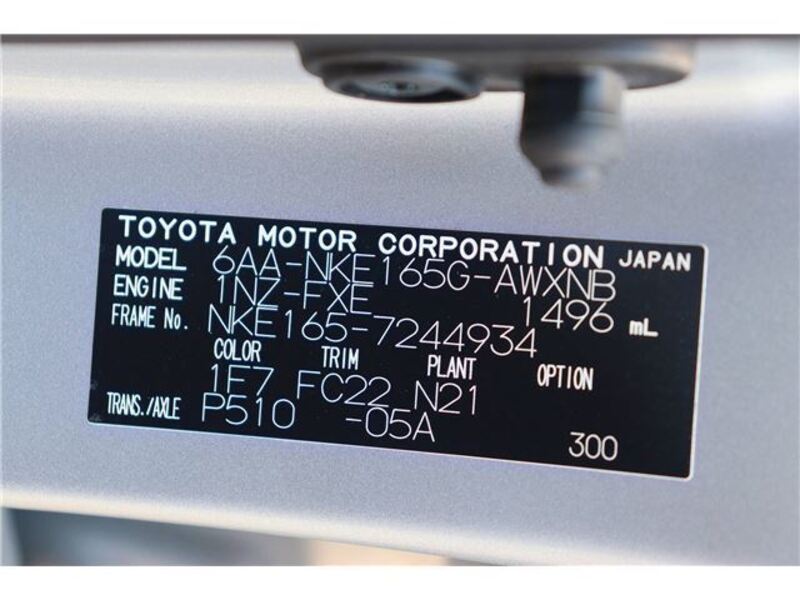 TOYOTA MOTOR CORPORATION JAPAN
MODEL 6AA-NKE165G-AWXNB
ENGINE 1NZ-FXE 1496 mL
FRAME No. NKE165-7244934
COLOR TRIM PLANT OPTION
1F7 FC22 N21
TRANS./AXLE P510 -05A 300